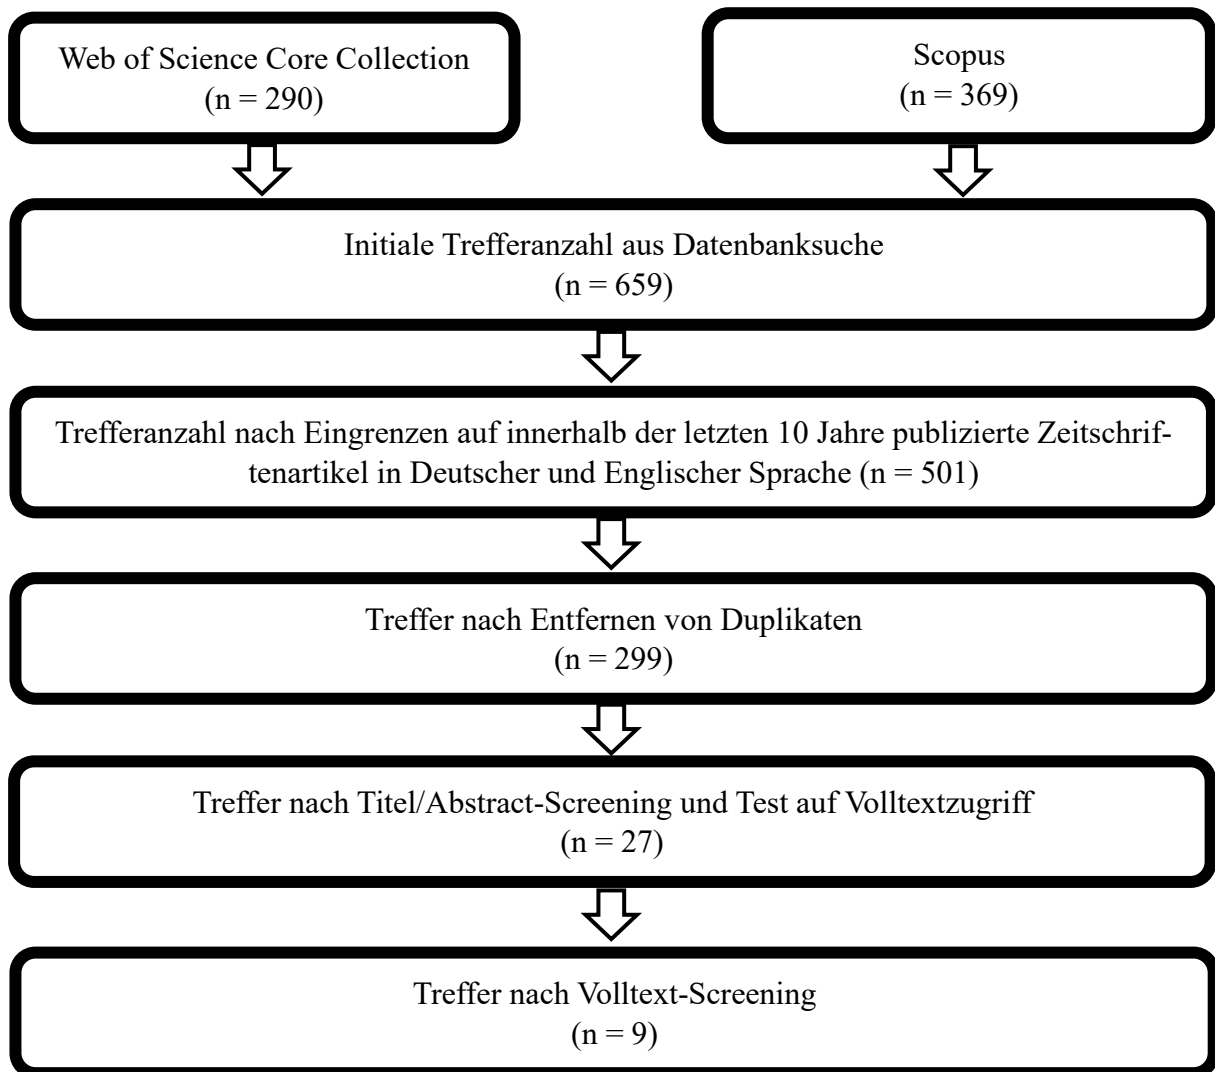 Web of Science Core Collection
(n = 290)
Scopus
(n = 369)
Initiale Trefferanzahl aus Datenbanksuche
(n = 659)
Trefferanzahl nach Eingrenzen auf innerhalb der letzten 10 Jahre publizierte Zeitschrif-
tenartikel in Deutscher und Englischer Sprache (n = 501)
Treffer nach Entfernen von Duplikaten
(n = 299)
Treffer nach Titel/Abstract-Screening und Test auf Volltextzugriff
(n = 27)
Treffer nach Volltext-Screening
(n = 9)